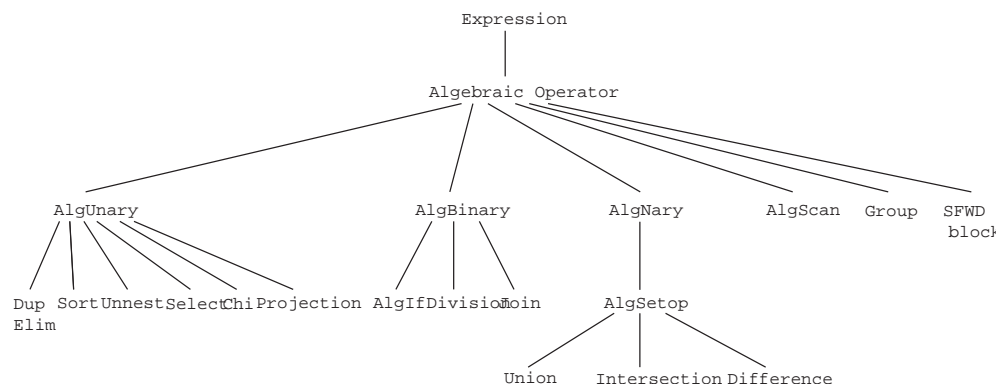 Expression
Algebraic Operator
AlgUnary AlgBinary AlgNary AlgScan Group SFWD
block
Dup Sort Unnest Select Chi Projection AlgIf Division Join AlgSetop
Elim
Union Intersection Difference